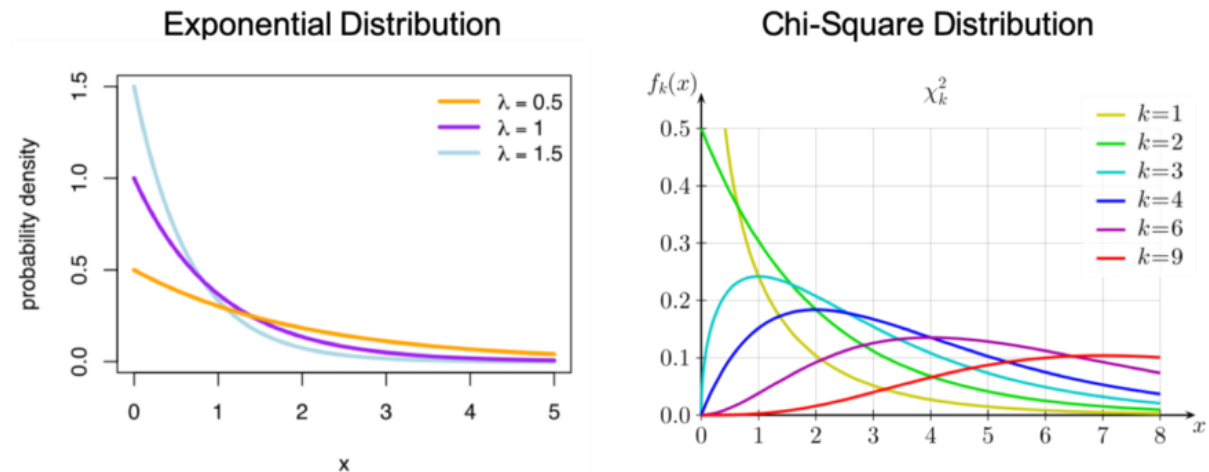 Exponential Distribution
probability density
1.5
1.0
0.5
0.0
λ = 0.5
λ = 1
λ = 1.5
0 1 2 3 4 5
x
Chi-Square Distribution
fₖ(x)
χ²ₖ
0.5
0.4
0.3
0.2
0.1
0.0
k=1
k=2
k=3
k=4
k=6
k=9
0 1 2 3 4 5 6 7 8
x